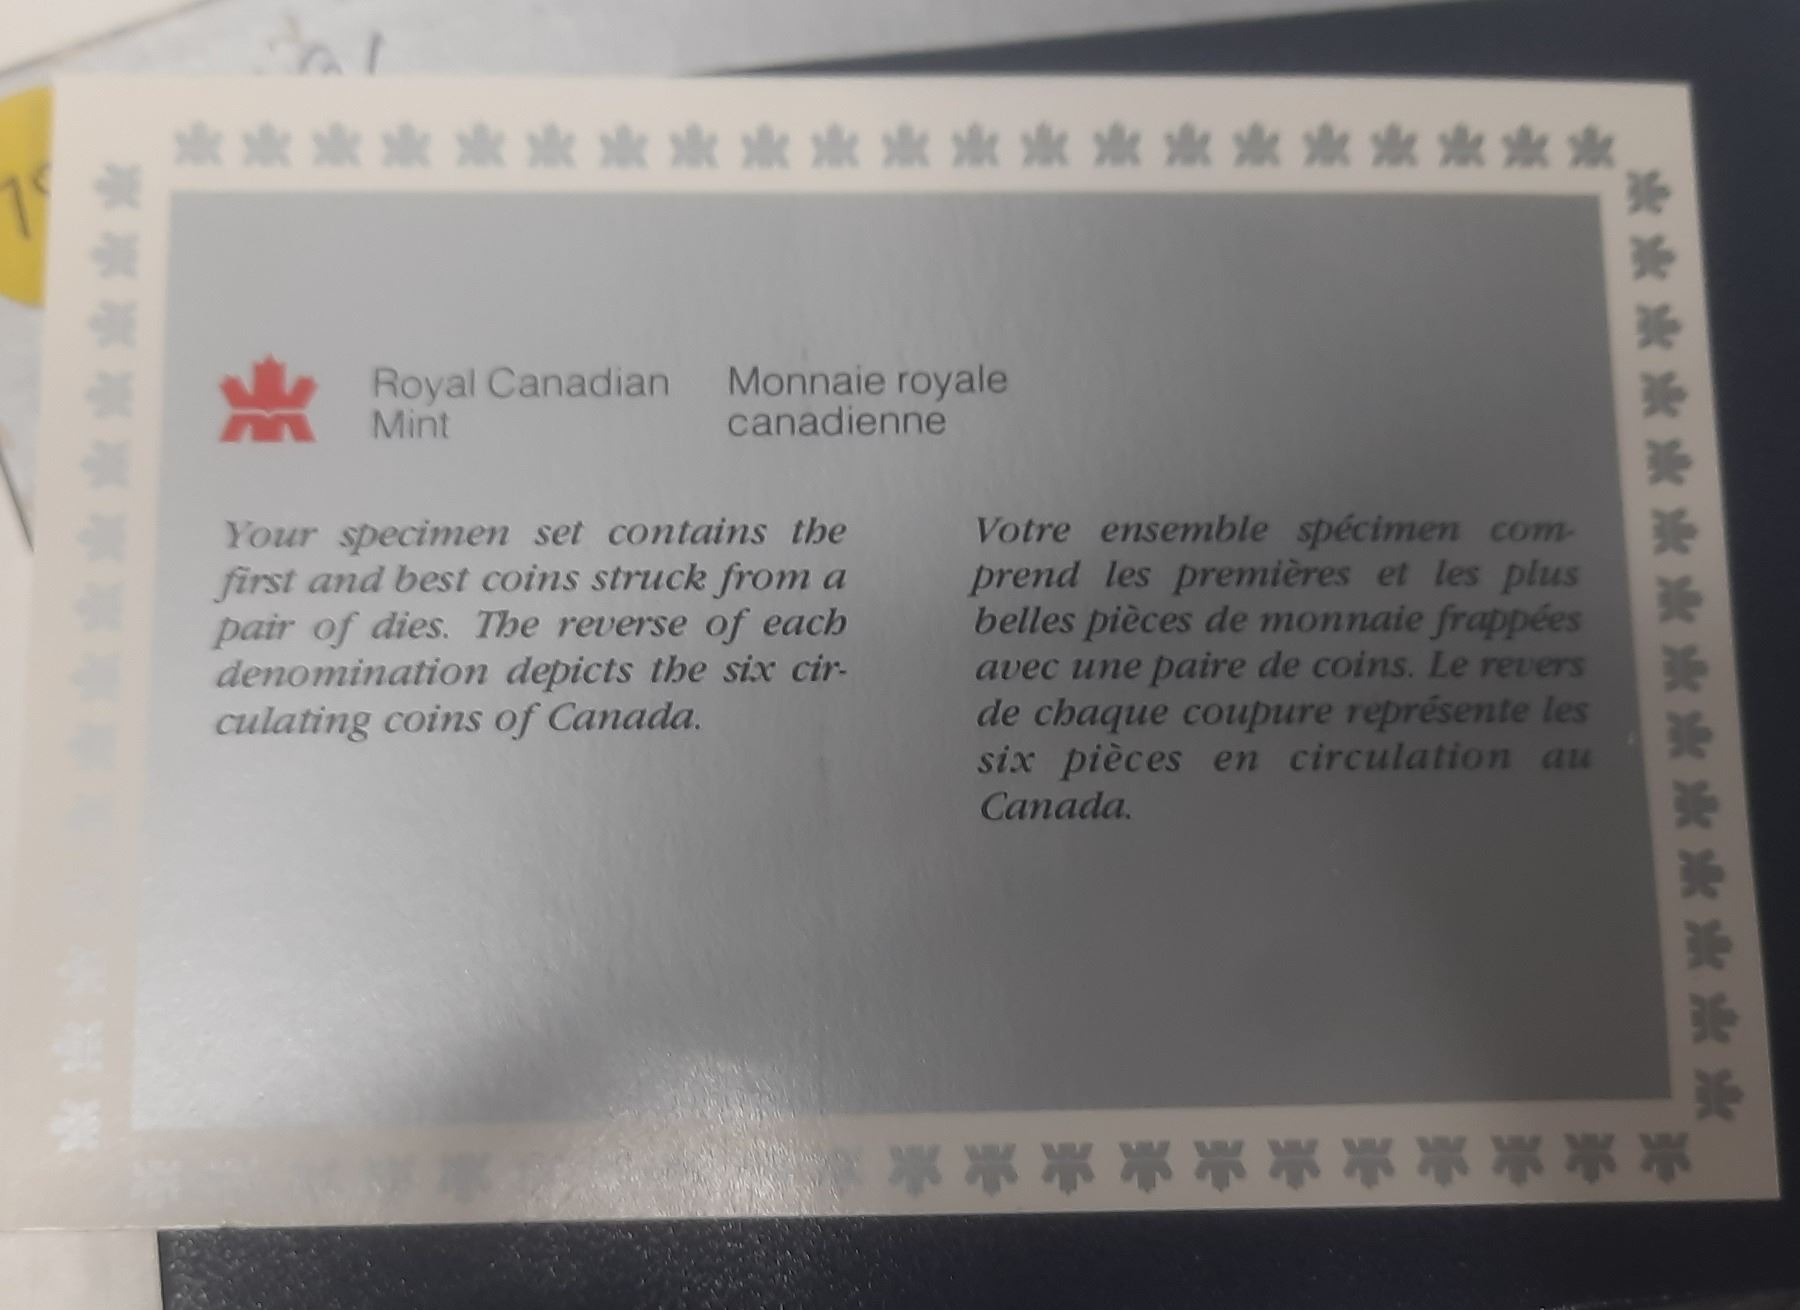 Royal Canadian
Mint
Monnaie royale
canadienne
Your specimen set contains the
first and best coins struck from a
pair of dies. The reverse of each
denomination depicts the six cir-
culating coins of Canada.
Votre ensemble spécimen com-
prend les premières et les plus
belles pièces de monnaie frappées
avec une paire de coins. Le revers
de chaque coupure représente les
six pièces en circulation au
Canada.